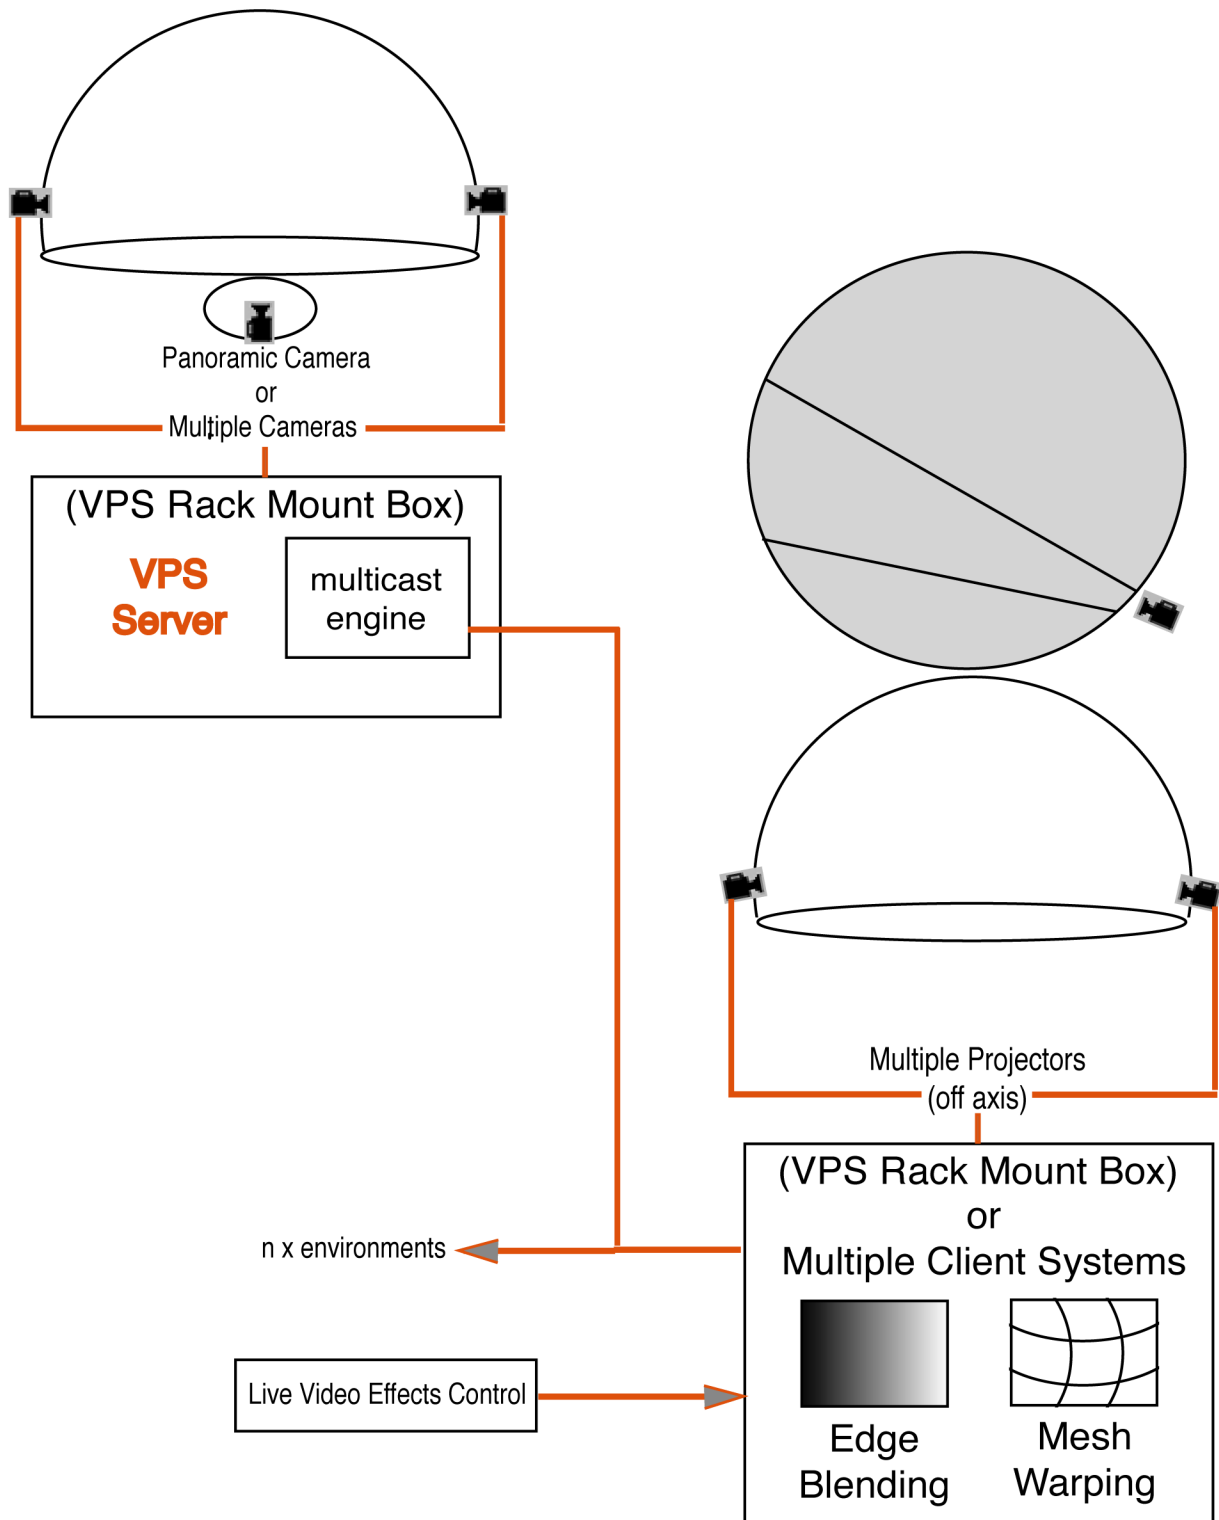 Panoramic Camera
or
Multiple Cameras
(VPS Rack Mount Box)
VPS
Server
multicast
engine
Multiple Projectors
(off axis)
(VPS Rack Mount Box)
or
Multiple Client Systems
n x environments
Live Video Effects Control
Edge
Blending
Mesh
Warping